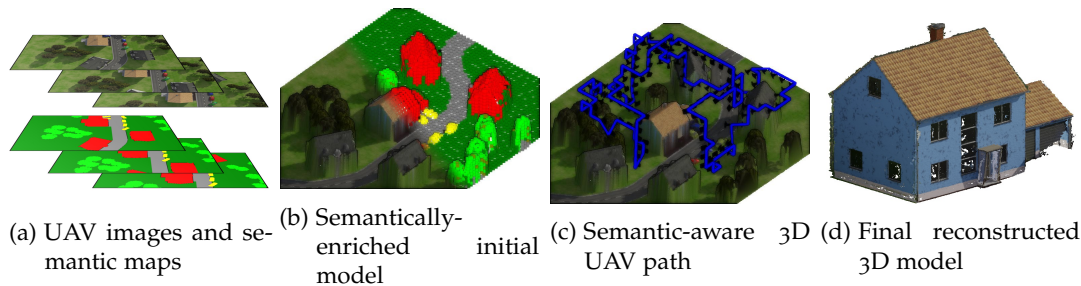 (a) UAV images and se-
mantic maps
(b) Semantically-
enriched initial
model
(c) Semantic-aware 3D
UAV path
(d) Final reconstructed
3D model